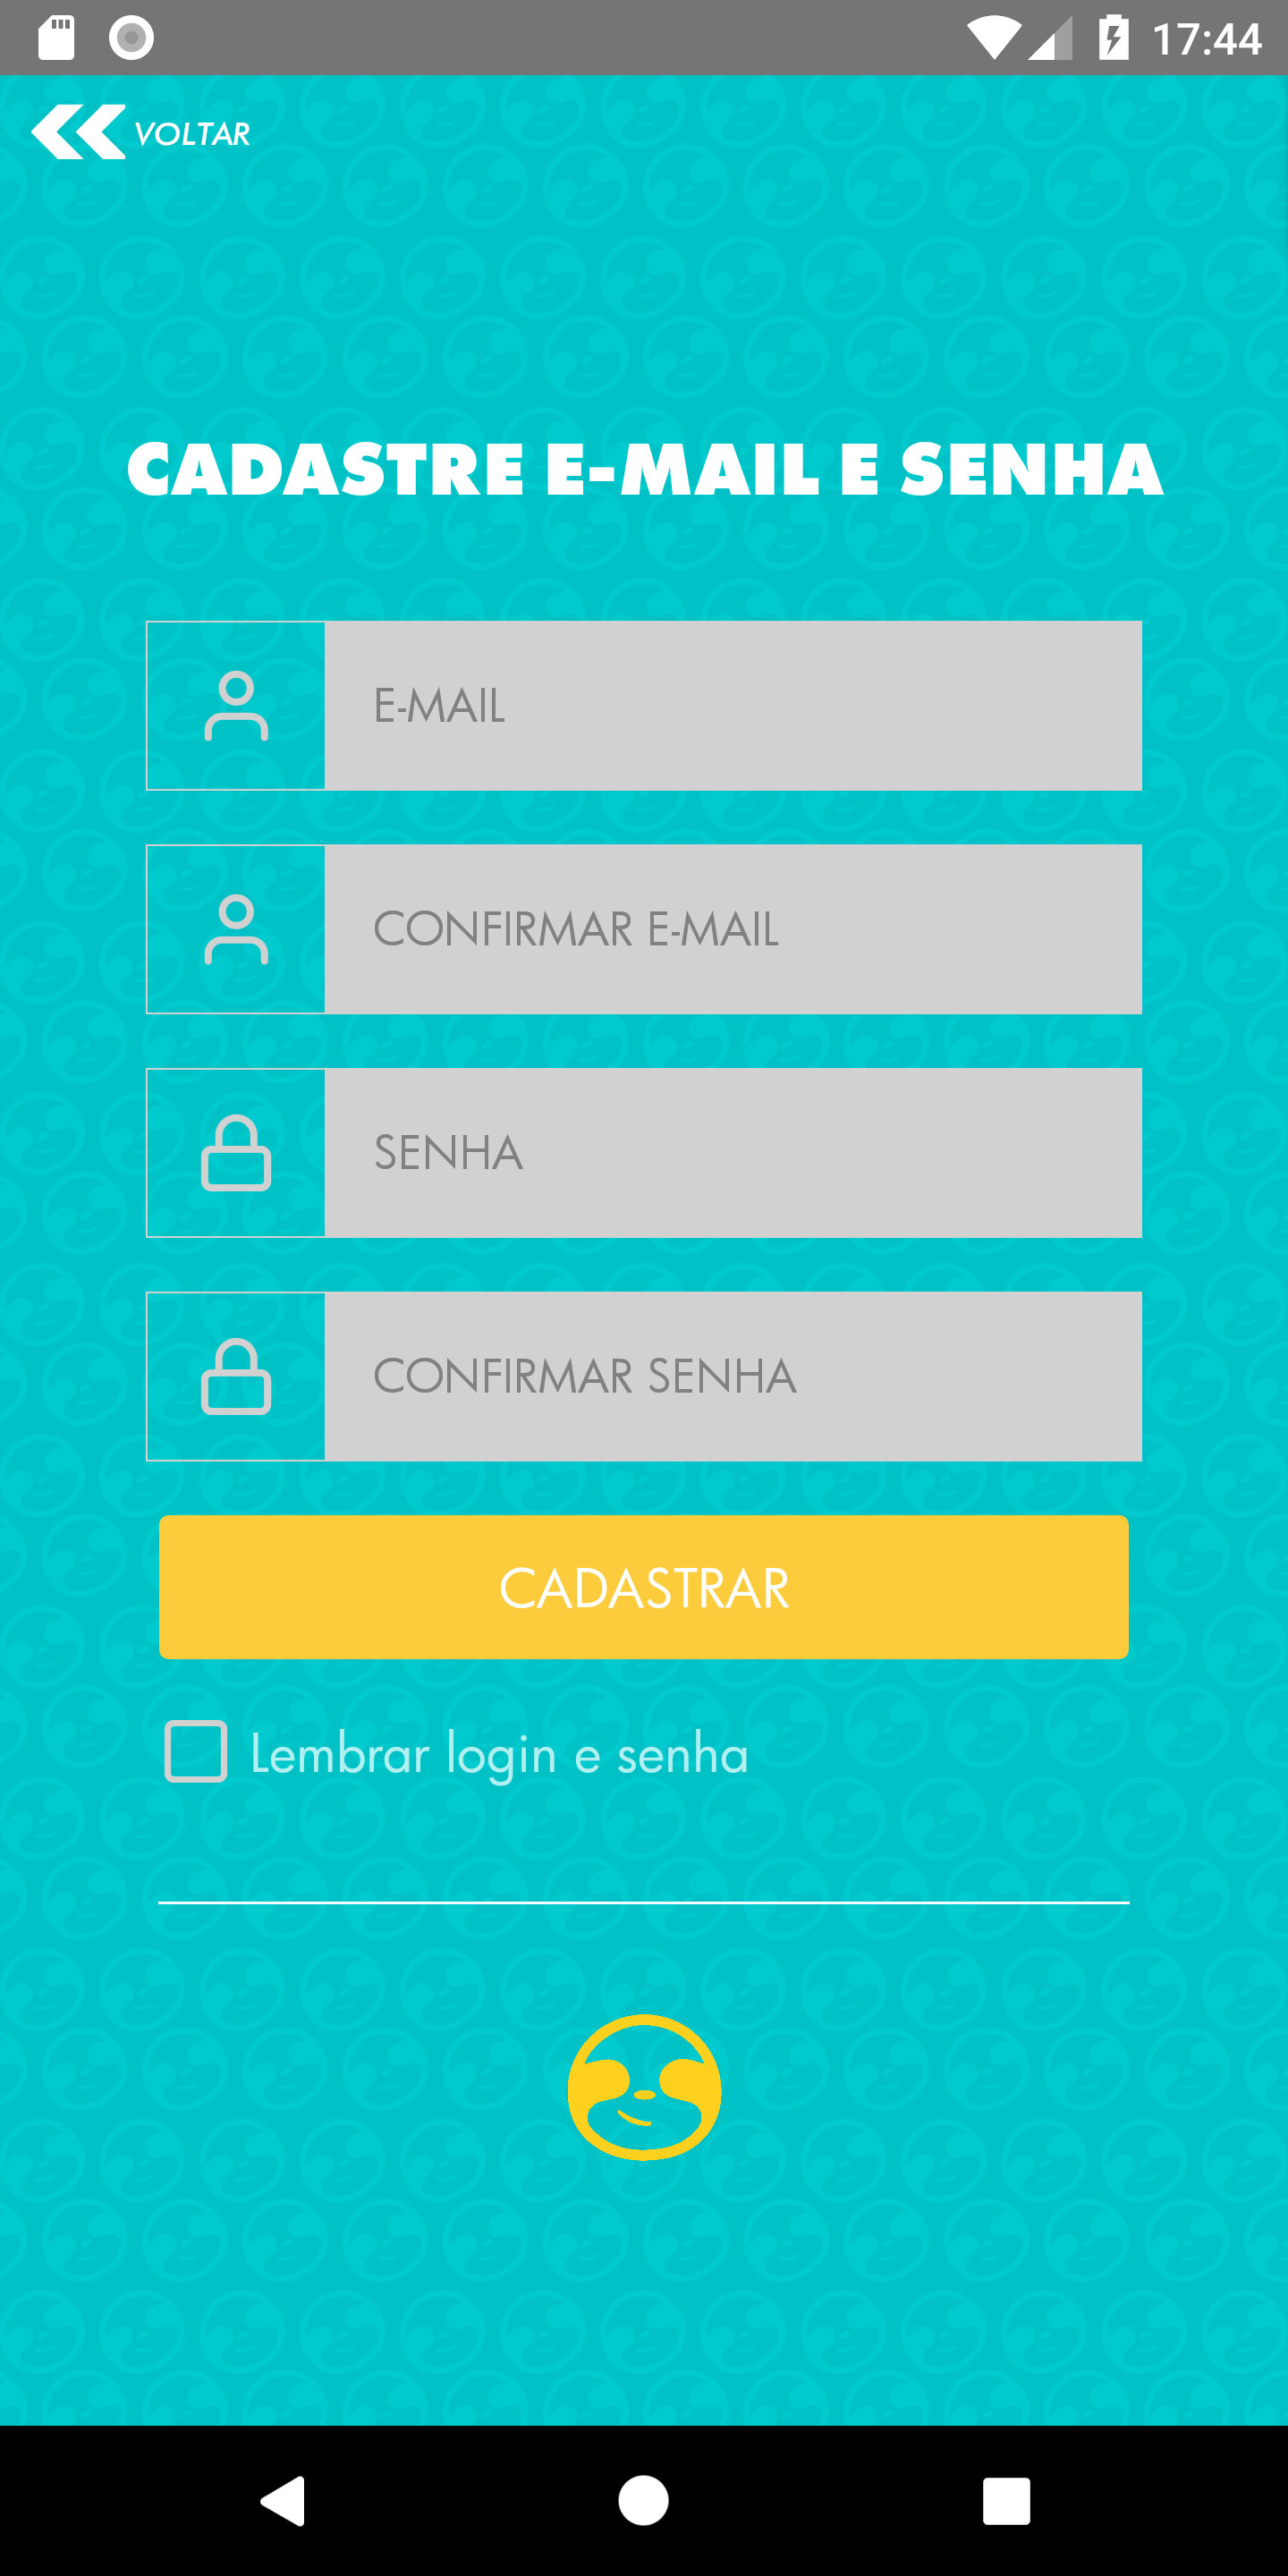 17:44
VOLTAR
CADASTRE E-MAIL E SENHA
E-MAIL
CONFIRMAR E-MAIL
SENHA
CONFIRMAR SENHA
CADASTRAR
Lembrar login e senha